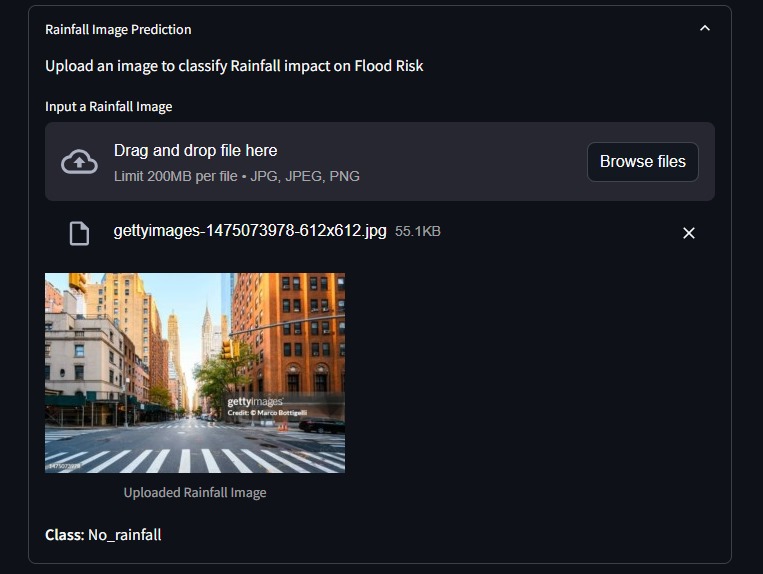 Rainfall Image Prediction
Upload an image to classify Rainfall impact on Flood Risk
Input a Rainfall Image
Drag and drop file here
Limit 200MB per file • JPG, JPEG, PNG
Browse files
gettyimages-1475073978-612x612.jpg 55.1KB
gettyimages
Credit: © Marco Bottigelli
1475073978
Uploaded Rainfall Image
Class: No_rainfall